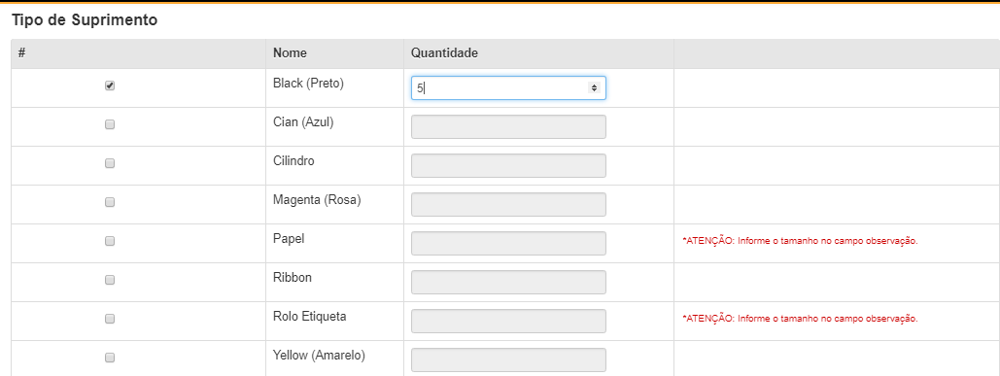 Tipo de Suprimento
# Nome Quantidade
Black (Preto) 5
Cian (Azul)
Cilindro
Magenta (Rosa)
Papel *ATENÇÃO: Informe o tamanho no campo observação.
Ribbon
Rolo Etiqueta *ATENÇÃO: Informe o tamanho no campo observação.
Yellow (Amarelo)